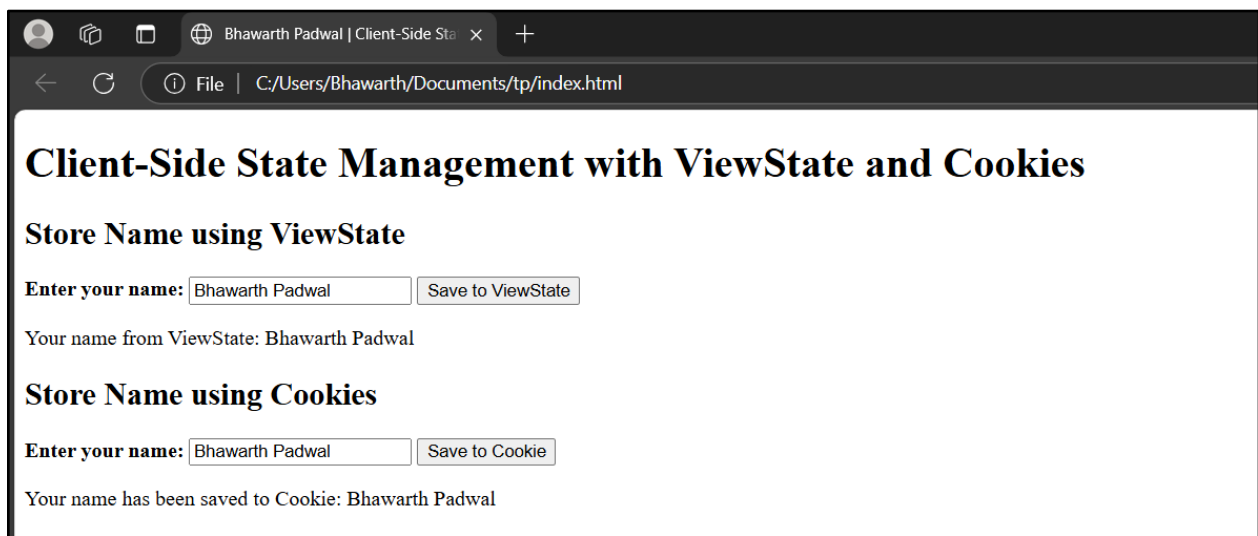 Bhawarth Padwal | Client-Side Sta
File | C:/Users/Bhawarth/Documents/tp/index.html
Client-Side State Management with ViewState and Cookies
Store Name using ViewState
Enter your name: Bhawarth Padwal Save to ViewState
Your name from ViewState: Bhawarth Padwal
Store Name using Cookies
Enter your name: Bhawarth Padwal Save to Cookie
Your name has been saved to Cookie: Bhawarth Padwal